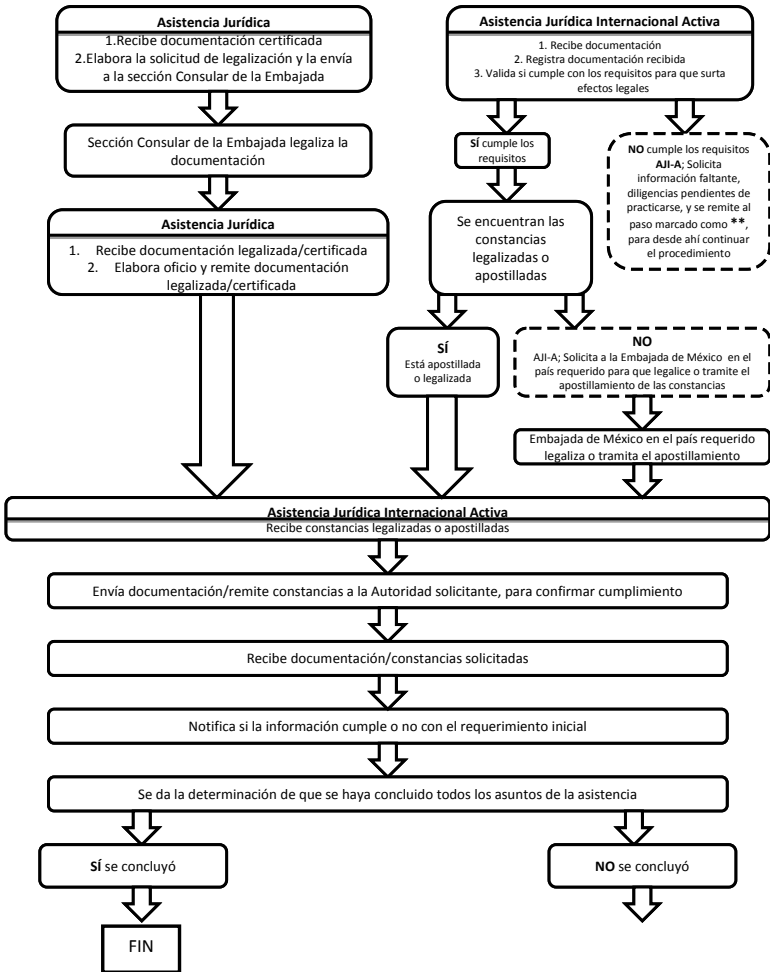 Asistencia Jurídica
1.Recibe documentación certificada
2.Elabora la solicitud de legalización y la envía
a la sección Consular de la Embajada
Sección Consular de la Embajada legaliza la
documentación
Asistencia Jurídica
1. Recibe documentación legalizada/certificada
2. Elabora oficio y remite documentación
legalizada/certificada
Asistencia Jurídica Internacional Activa
1. Recibe documentación
2. Registra documentación recibida
3. Valida si cumple con los requisitos para que surta
efectos legales
SÍ cumple los
requisitos
NO cumple los requisitos
AJI-A; Solicita
información faltante,
diligencias pendientes de
practicarse, y se remite al
paso marcado como **,
para desde ahí continuar
el procedimiento
Se encuentran las
constancias
legalizadas o
apostilladas
SÍ
Está apostillada
o legalizada
NO
AJI-A; Solicita a la Embajada de México en el
país requerido para que legalice o tramite el
apostillamiento de las constancias
Embajada de México en el país requerido
legaliza o tramita el apostillamiento
Asistencia Jurídica Internacional Activa
Recibe constancias legalizadas o apostilladas
Envía documentación/remite constancias a la Autoridad solicitante, para confirmar cumplimiento
Recibe documentación/constancias solicitadas
Notifica si la información cumple o no con el requerimiento inicial
Se da la determinación de que se haya concluido todos los asuntos de la asistencia
SÍ se concluyó
NO se concluyó
FIN